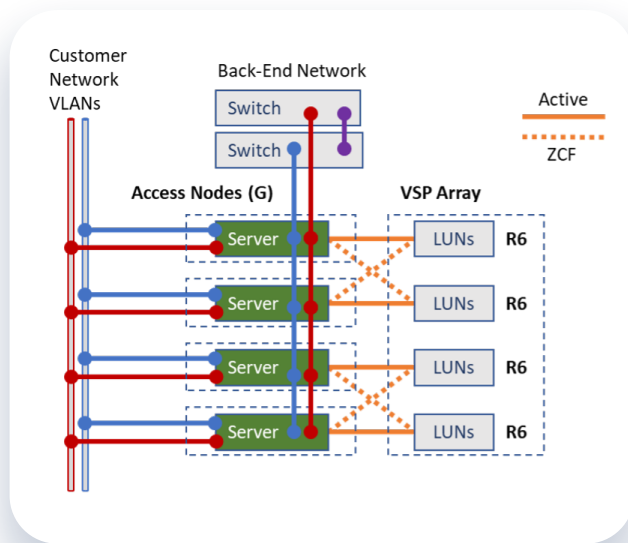 Customer
Network
VLANs
Back-End Network
Switch
Switch
Active
ZCF
Access Nodes (G)
VSP Array
Server
LUNs
R6
Server
LUNs
R6
Server
LUNs
R6
Server
LUNs
R6